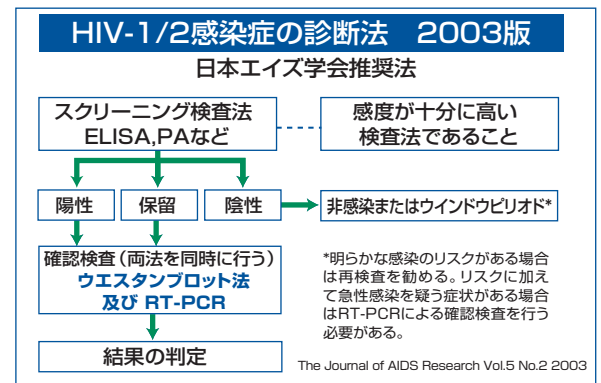 HIV-1/2感染症の診断法　2003版
日本エイズ学会推奨法
スクリーニング検査法
ELISA,PAなど
感度が十分に高い
検査法であること
陽性
保留
陰性
非感染またはウインドウピリオド*
確認検査（両法を同時に行う）
ウエスタンブロット法
及び RT-PCR
*明らかな感染のリスクがある場合
は再検査を勧める。リスクに加え
て急性感染を疑う症状がある場合
はRT-PCRによる確認検査を行う
必要がある。
結果の判定
The Journal of AIDS Research Vol.5 No.2 2003